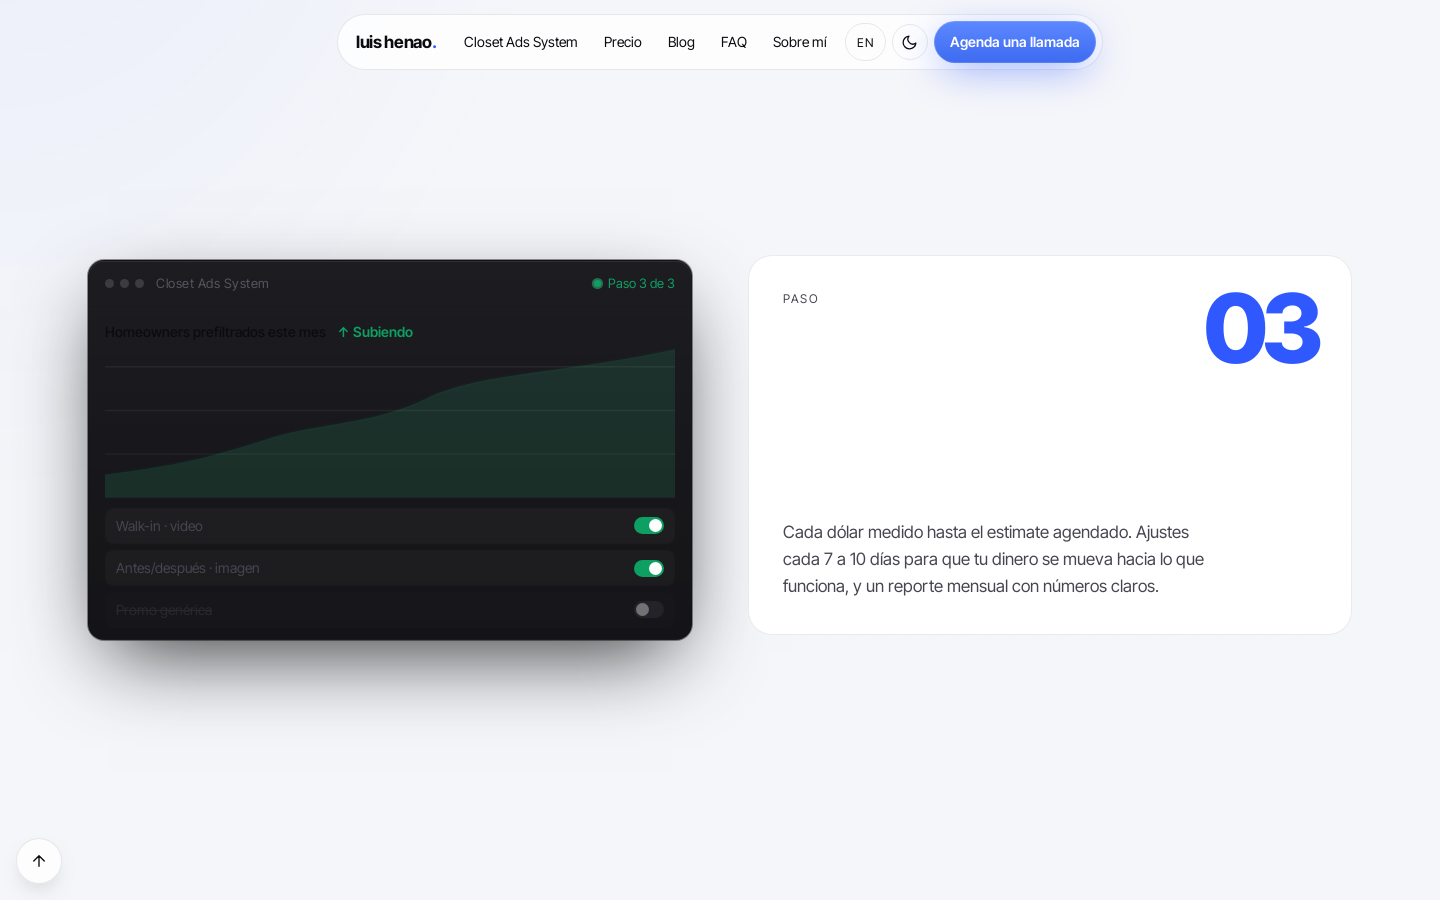 luis henao.
Closet Ads System
Precio
Blog
FAQ
Sobre mí
EN
Agenda una llamada
Closet Ads System
Paso 3 de 3
Homeowners prefiltrados este mes
↑ Subiendo
Walk-in · video
Antes/después · imagen
Promo genérica
PASO
03
Cada dólar medido hasta el estimate agendado. Ajustes
cada 7 a 10 días para que tu dinero se mueva hacia lo que
funciona, y un reporte mensual con números claros.